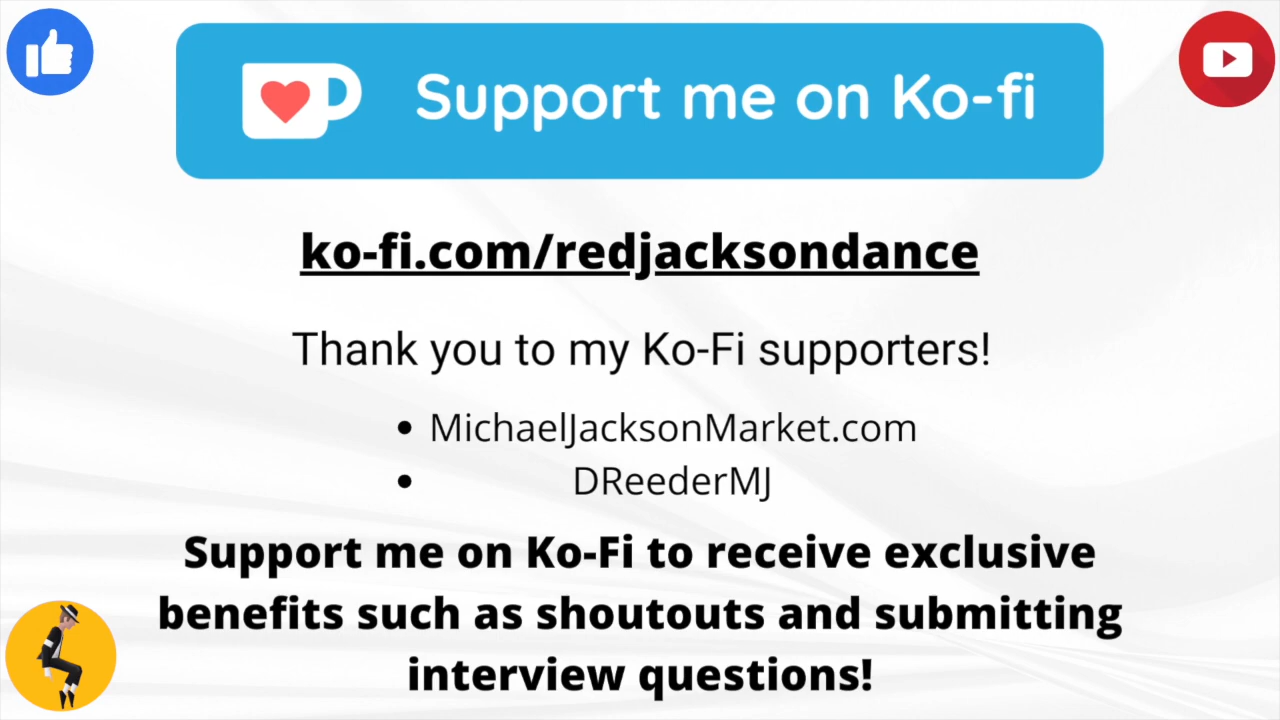 Support me on Ko-fi
ko-fi.com/redjacksondance
Thank you to my Ko-Fi supporters!
• MichaelJacksonMarket.com
• DReederMJ
Support me on Ko-Fi to receive exclusive
benefits such as shoutouts and submitting
interview questions!